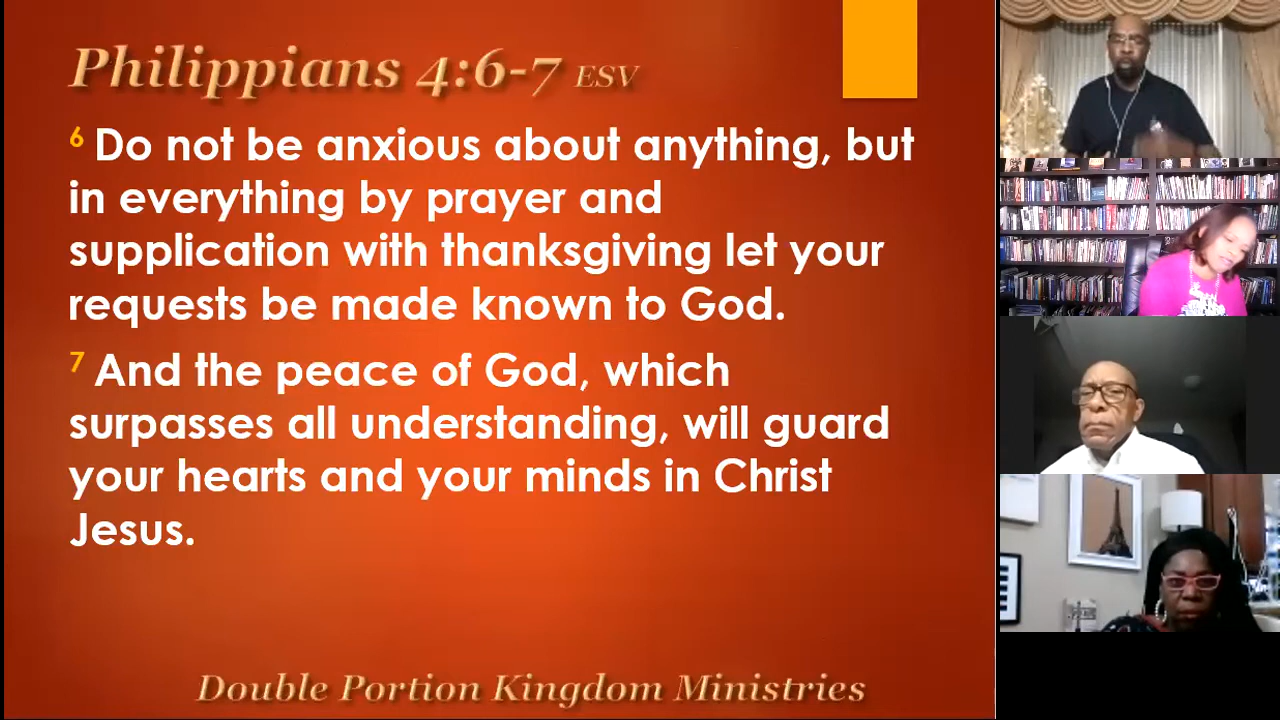 Philippians 4:6-7 ESV
6 Do not be anxious about anything, but
in everything by prayer and
supplication with thanksgiving let your
requests be made known to God.
7 And the peace of God, which
surpasses all understanding, will guard
your hearts and your minds in Christ
Jesus.
Double Portion Kingdom Ministries